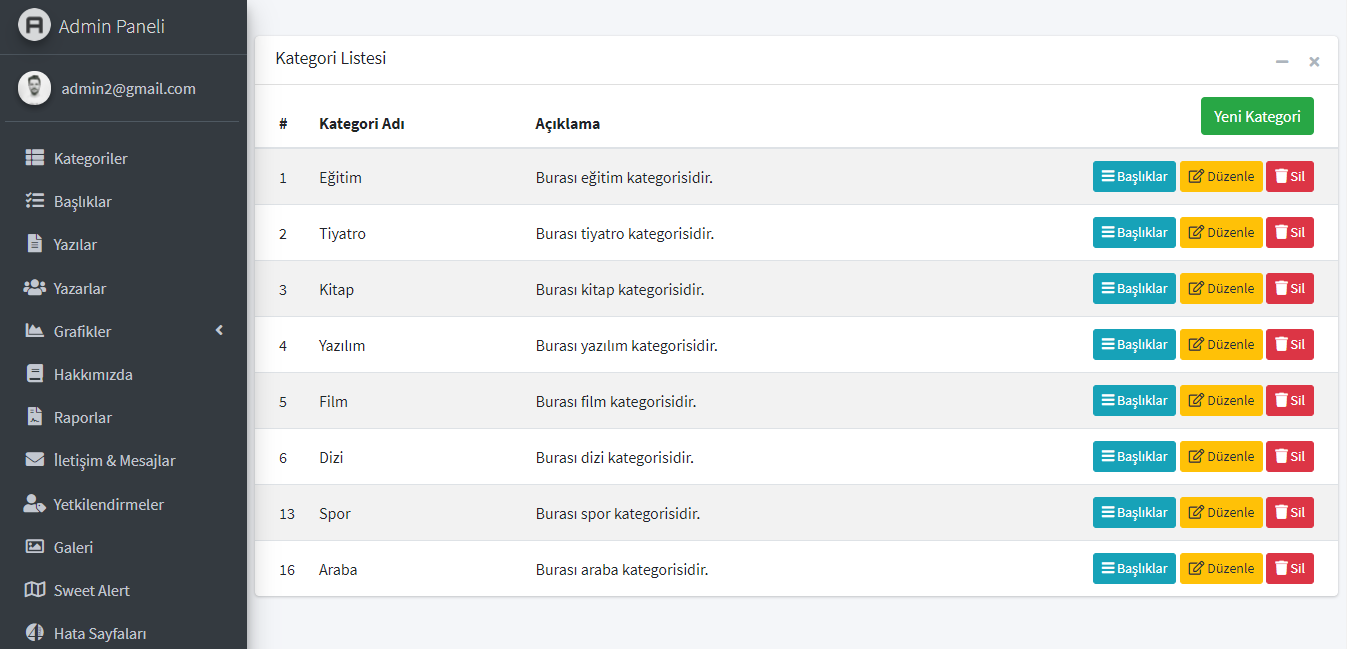 Admin Paneli
admin2@gmail.com
Kategoriler
Başlıklar
Yazılar
Yazarlar
Grafikler
Hakkımızda
Raporlar
İletişim & Mesajlar
Yetkilendirmeler
Galeri
Sweet Alert
Hata Sayfaları
Kategori Listesi
# Kategori Adı Açıklama Yeni Kategori
1 Eğitim Burası eğitim kategorisidir. Başlıklar Düzenle Sil
2 Tiyatro Burası tiyatro kategorisidir. Başlıklar Düzenle Sil
3 Kitap Burası kitap kategorisidir. Başlıklar Düzenle Sil
4 Yazılım Burası yazılım kategorisidir. Başlıklar Düzenle Sil
5 Film Burası film kategorisidir. Başlıklar Düzenle Sil
6 Dizi Burası dizi kategorisidir. Başlıklar Düzenle Sil
13 Spor Burası spor kategorisidir. Başlıklar Düzenle Sil
16 Araba Burası araba kategorisidir. Başlıklar Düzenle Sil